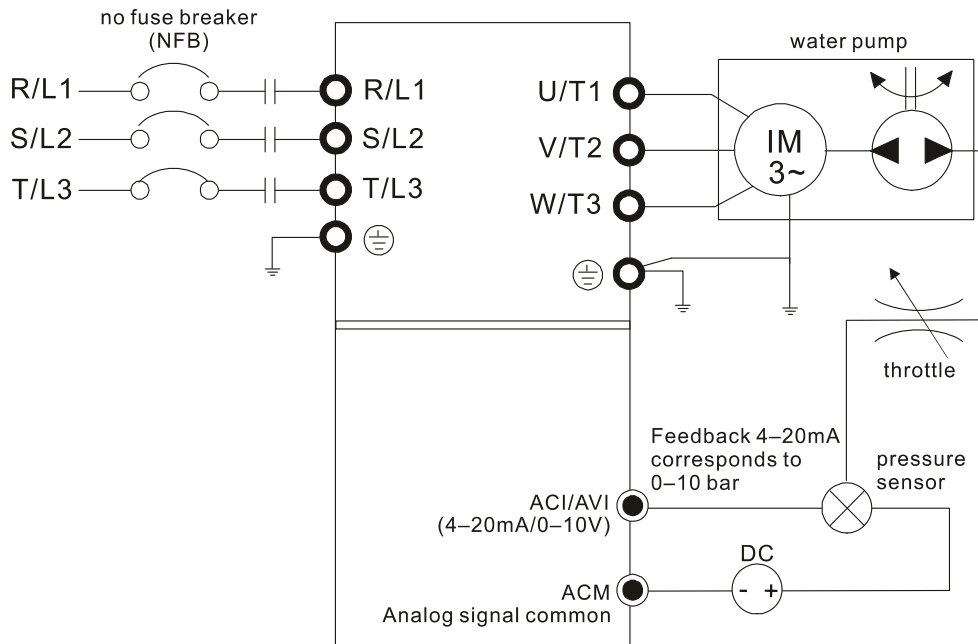 no fuse breaker
(NFB)
R/L1
S/L2
T/L3
R/L1
S/L2
T/L3
U/T1
V/T2
W/T3
water pump
IM
3~
throttle
Feedback 4–20mA
corresponds to
0–10 bar
pressure
sensor
ACI/AVI
(4–20mA/0–10V)
DC
- +
ACM
Analog signal common